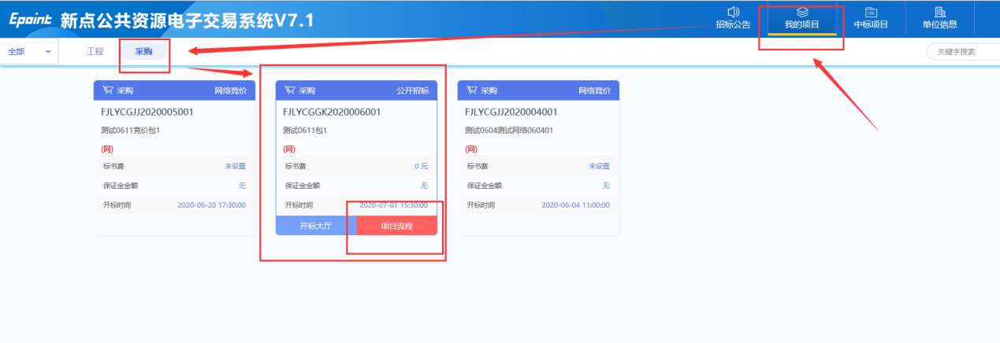 Epoint 新点公共资源电子交易系统V7.1
招标公告
我的项目
中标项目
单位信息
全部
工程
采购
关键字搜索
采购 网络竞价
FJLYCGJJ2020005001
测试0611竞价包1
(网)
标书费 未设置
保证金金额 无
开标时间 2020-06-20 17:30:00
采购 公开招标
FJLYCGGK2020006001
测试0611包1
(网)
标书费 0 元
保证金金额 无
开标时间 2020-07-01 15:30:00
开标大厅 项目流程
采购 网络竞价
FJLYCGJJ2020004001
测试0604测试网络060401
(网)
标书费 未设置
保证金金额 无
开标时间 2020-06-04 11:00:00